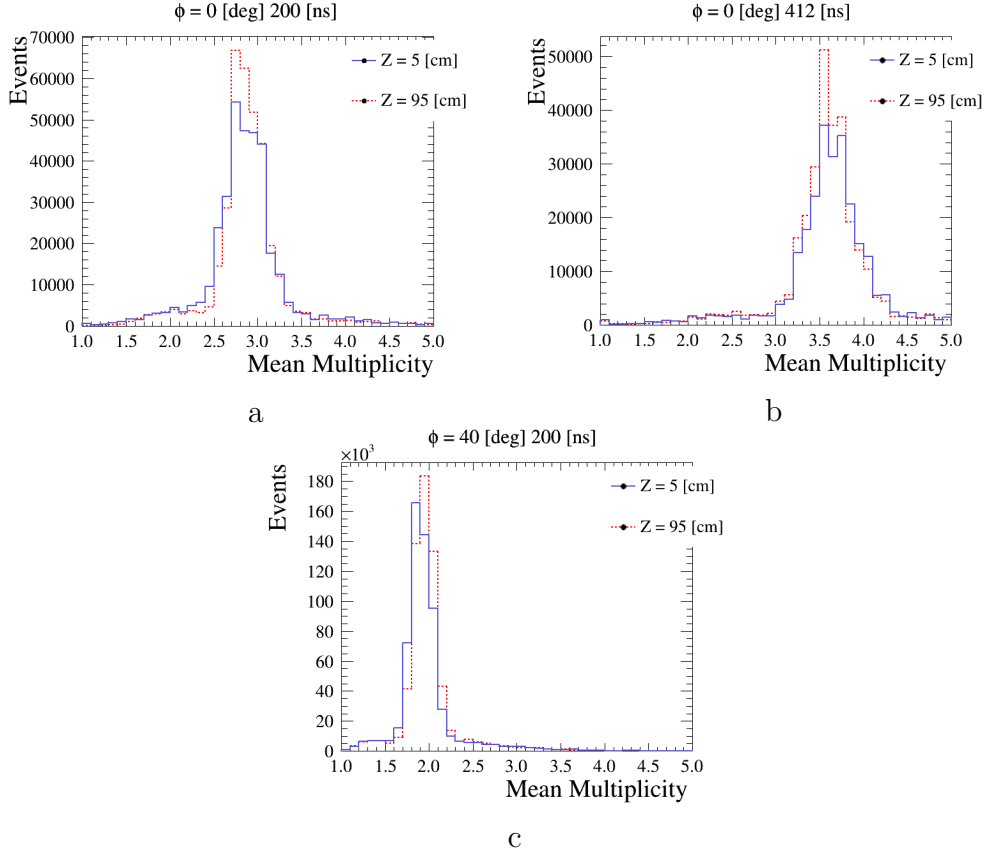 ϕ = 0 [deg] 200 [ns]
Events
70000
60000
50000
40000
30000
20000
10000
0
Z = 5 [cm]
Z = 95 [cm]
1.0 1.5 2.0 2.5 3.0 3.5 4.0 4.5 5.0
Mean Multiplicity
a
ϕ = 0 [deg] 412 [ns]
Events
50000
40000
30000
20000
10000
0
Z = 5 [cm]
Z = 95 [cm]
1.0 1.5 2.0 2.5 3.0 3.5 4.0 4.5 5.0
Mean Multiplicity
b
ϕ = 40 [deg] 200 [ns]
×10³
Events
180
160
140
120
100
80
60
40
20
0
Z = 5 [cm]
Z = 95 [cm]
1.0 1.5 2.0 2.5 3.0 3.5 4.0 4.5 5.0
Mean Multiplicity
c